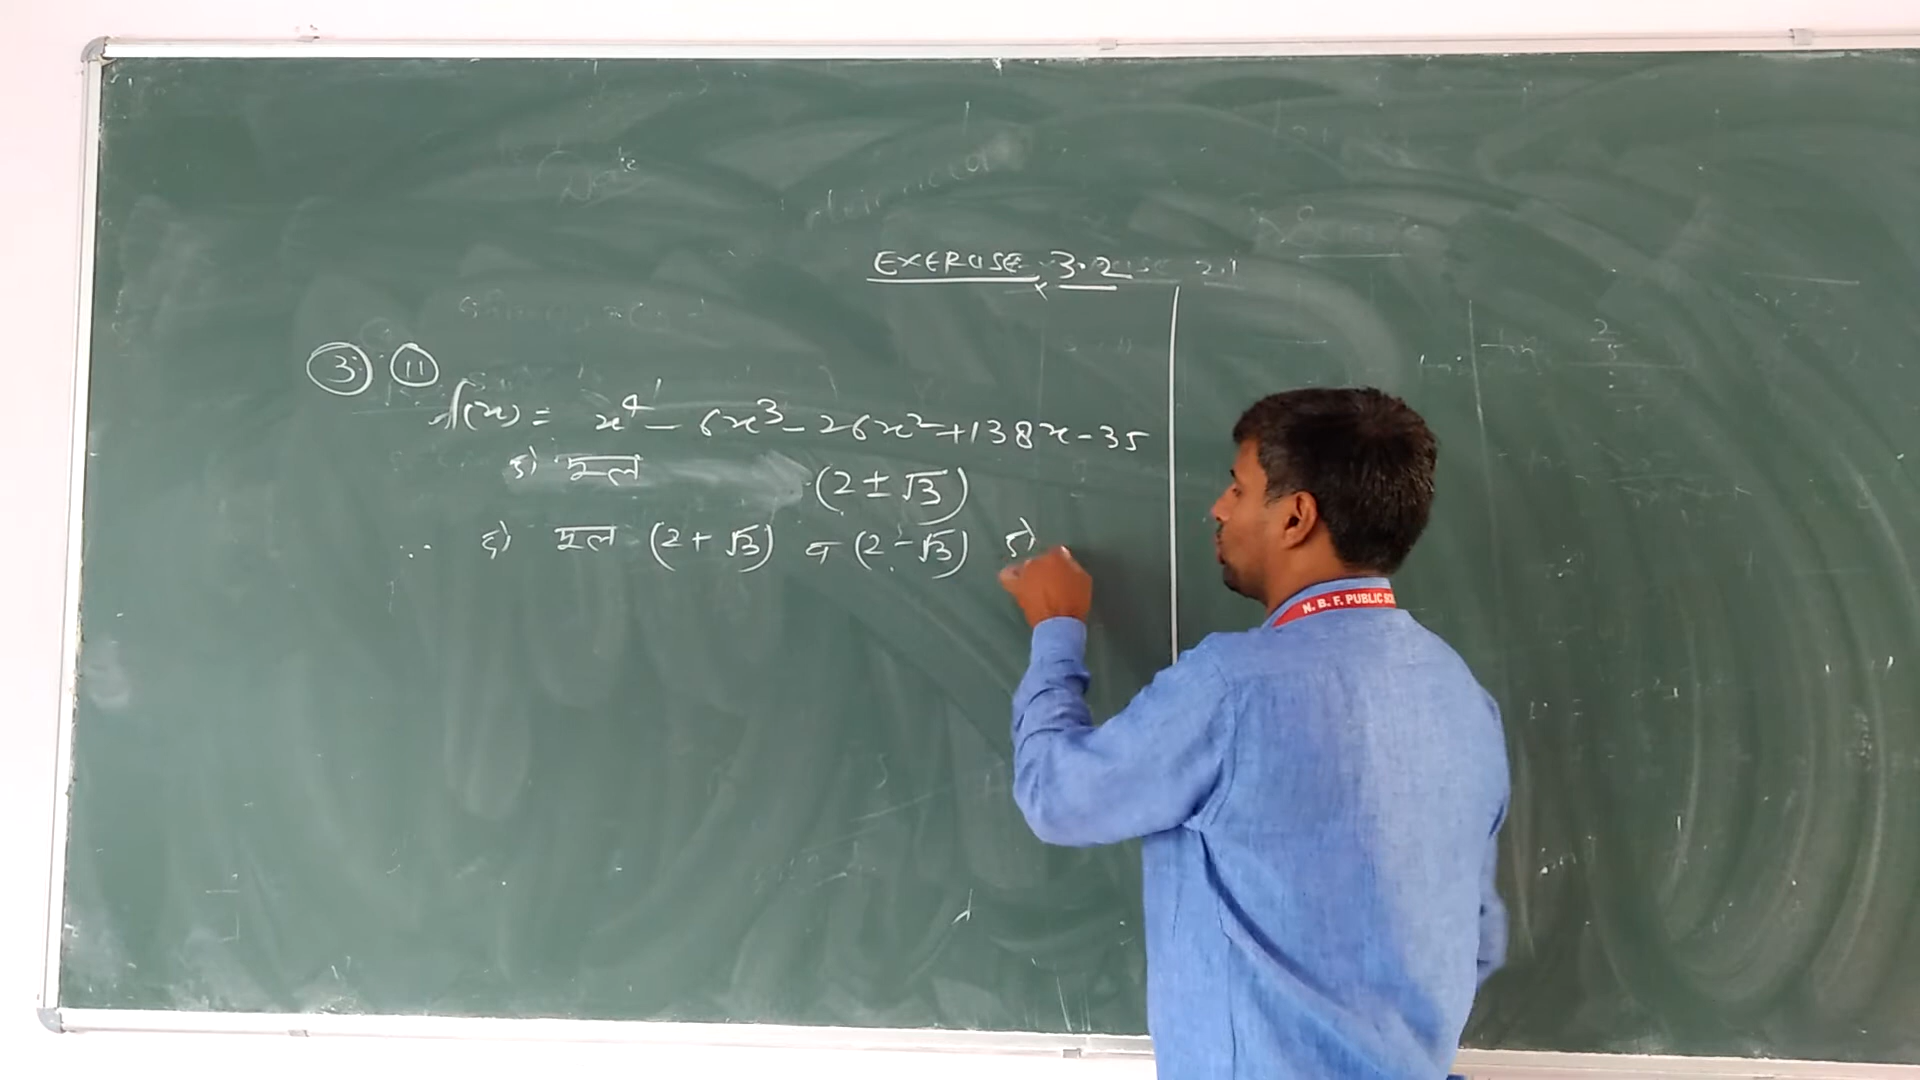 EXERCISE 3.2
3 11
f(x) = x⁴ - 6x³ - 26x² + 138x - 35
दो मूल (2 ± √3)
∴ दो मूल (2 + √3) व (2 - √3)
N. B. F. PUBLIC